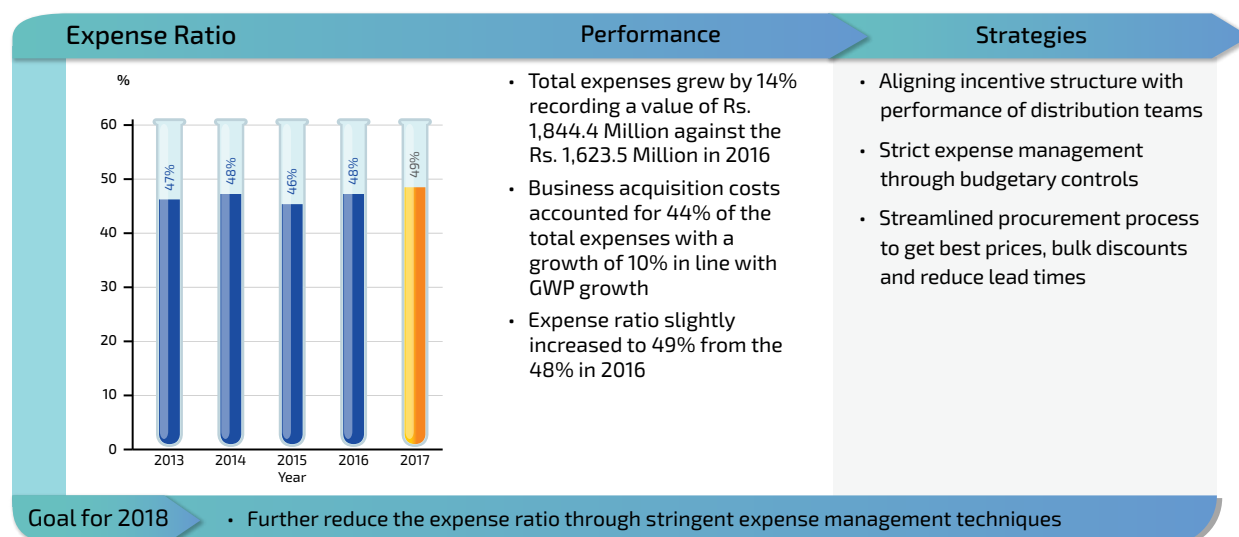 Expense Ratio
Performance
Strategies
%
60
50
40
30
20
10
0
47%
48%
46%
48%
49%
2013
2014
2015
2016
2017
Year
• Total expenses grew by 14%
recording a value of Rs.
1,844.4 Million against the
Rs. 1,623.5 Million in 2016
• Business acquisition costs
accounted for 44% of the
total expenses with a
growth of 10% in line with
GWP growth
• Expense ratio slightly
increased to 49% from the
48% in 2016
• Aligning incentive structure with
performance of distribution teams
• Strict expense management
through budgetary controls
• Streamlined procurement process
to get best prices, bulk discounts
and reduce lead times
Goal for 2018
• Further reduce the expense ratio through stringent expense management techniques